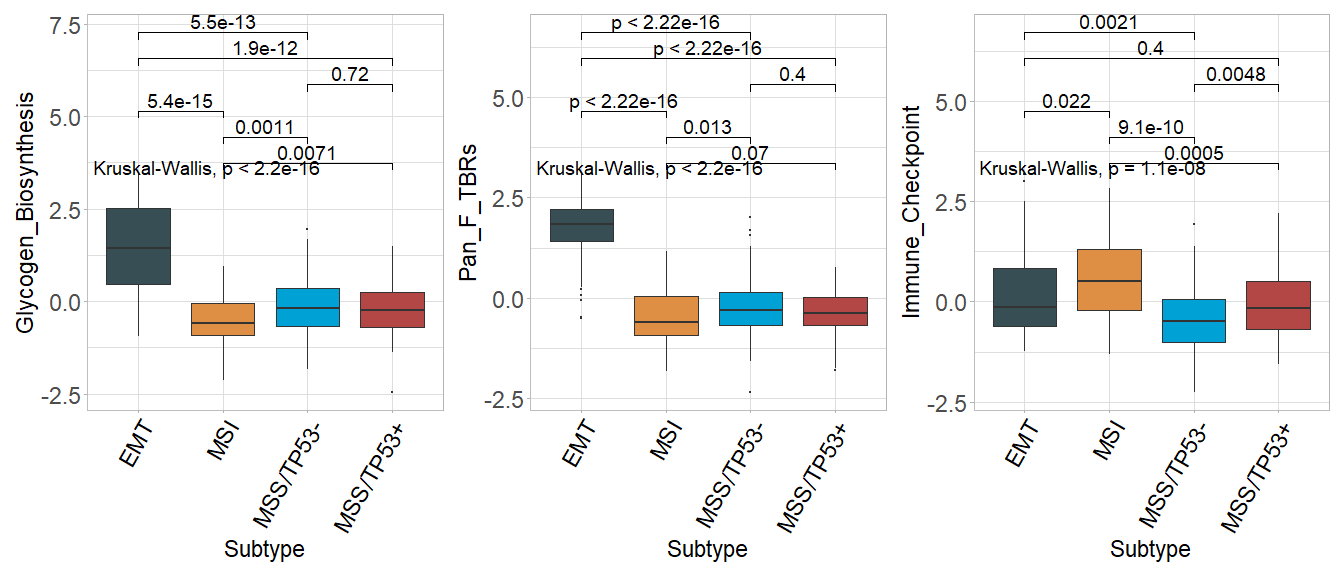 Glycogen_Biosynthesis
7.5
5.0
2.5
0.0
-2.5
5.5e-13
1.9e-12
0.72
5.4e-15
0.0011
0.0071
Kruskal-Wallis, p < 2.2e-16
EMT
MSI
MSS/TP53-
MSS/TP53+
Subtype
Pan_F_TBRs
5.0
2.5
0.0
-2.5
p < 2.22e-16
p < 2.22e-16
0.4
p < 2.22e-16
0.013
0.07
Kruskal-Wallis, p < 2.2e-16
EMT
MSI
MSS/TP53-
MSS/TP53+
Subtype
Immune_Checkpoint
5.0
2.5
0.0
-2.5
0.0021
0.4
0.0048
0.022
9.1e-10
0.0005
Kruskal-Wallis, p = 1.1e-08
EMT
MSI
MSS/TP53-
MSS/TP53+
Subtype